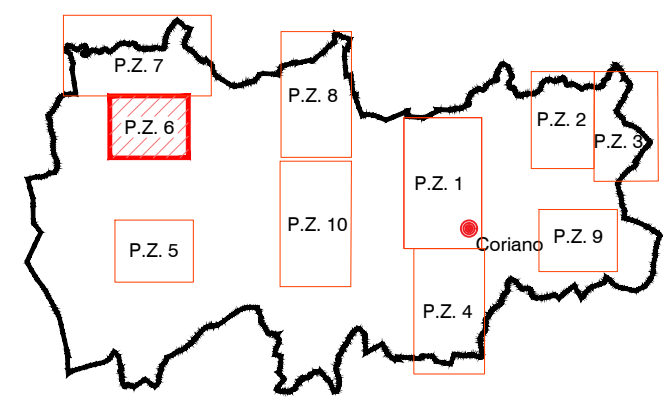 P.Z. 7
P.Z. 8
P.Z. 6
P.Z. 2
P.Z. 3
P.Z. 1
P.Z. 10
P.Z. 5
Coriano
P.Z. 9
P.Z. 4